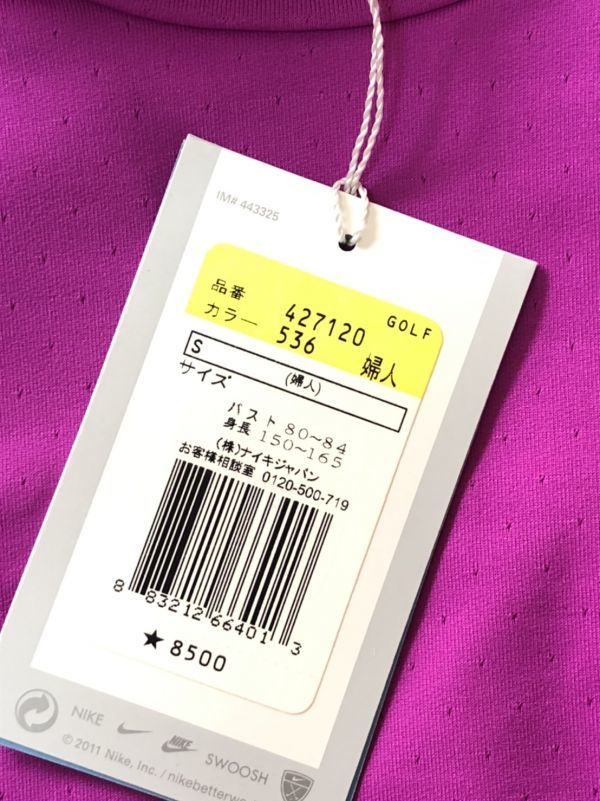 IM# 443325
品番 427120 GOLF
カラー 536 婦人
S (婦人)
サイズ
バスト 80~84
身長 150~165
(株)ナイキジャパン
お客様相談室 0120-500-719
8 83212 66401 3
★8500
NIKE NIKE SWOOSH
© 2011 Nike, Inc. / nikebetterwo